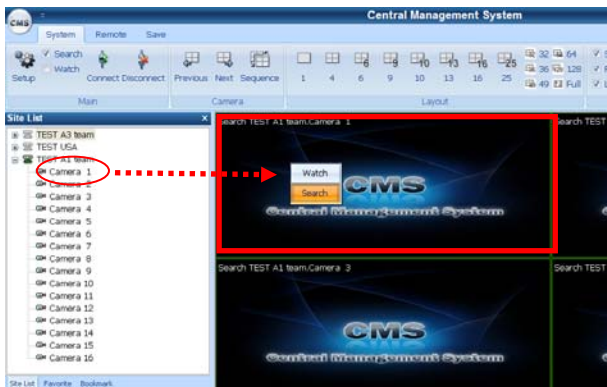 CMS
Central Management System
System Remote Save
Search
Watch
Setup Connect Disconnect Previous Next Sequence 1 4 6 9 10 13 16 25
32 64
36 128
49 Full
Main Camera Layout
Site List x
TEST A3 team
TEST USA
TEST A1 team
Camera 1
Camera 2
Camera 3
Camera 4
Camera 5
Camera 6
Camera 7
Camera 8
Camera 9
Camera 10
Camera 11
Camera 12
Camera 13
Camera 14
Camera 15
Camera 16
Site List Favorite Bookmark
Search TEST A1 team.Camera 1
Watch
Search
CMS
Central Management System
Search TEST
Search TEST A1 team.Camera 3
CMS
Central Management System
Search TEST